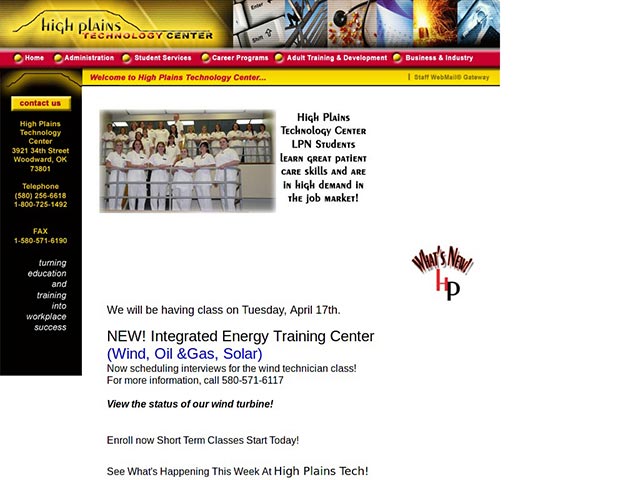 high plains
TECHNOLOGY CENTER
Enter
Shift
Home
Administration
Student Services
Career Programs
Adult Training & Development
Business & Industry
Welcome to High Plains Technology Center...
| Staff WebMail© Gateway
contact us
High Plains
Technology
Center
3921 34th Street
Woodward, OK
73801
Telephone
(580) 256-6618
1-800-725-1492
FAX
1-580-571-6190
turning
education
and
training
into
workplace
success
High Plains
Technology Center
LPN Students
learn great patient
care skills and are
in high demand in
the job market!
What's New!
HP
We will be having class on Tuesday, April 17th.
NEW! Integrated Energy Training Center
(Wind, Oil &Gas, Solar)
Now scheduling interviews for the wind technician class!
For more information, call 580-571-6117
View the status of our wind turbine!
Enroll now Short Term Classes Start Today!
See What's Happening This Week At High Plains Tech!